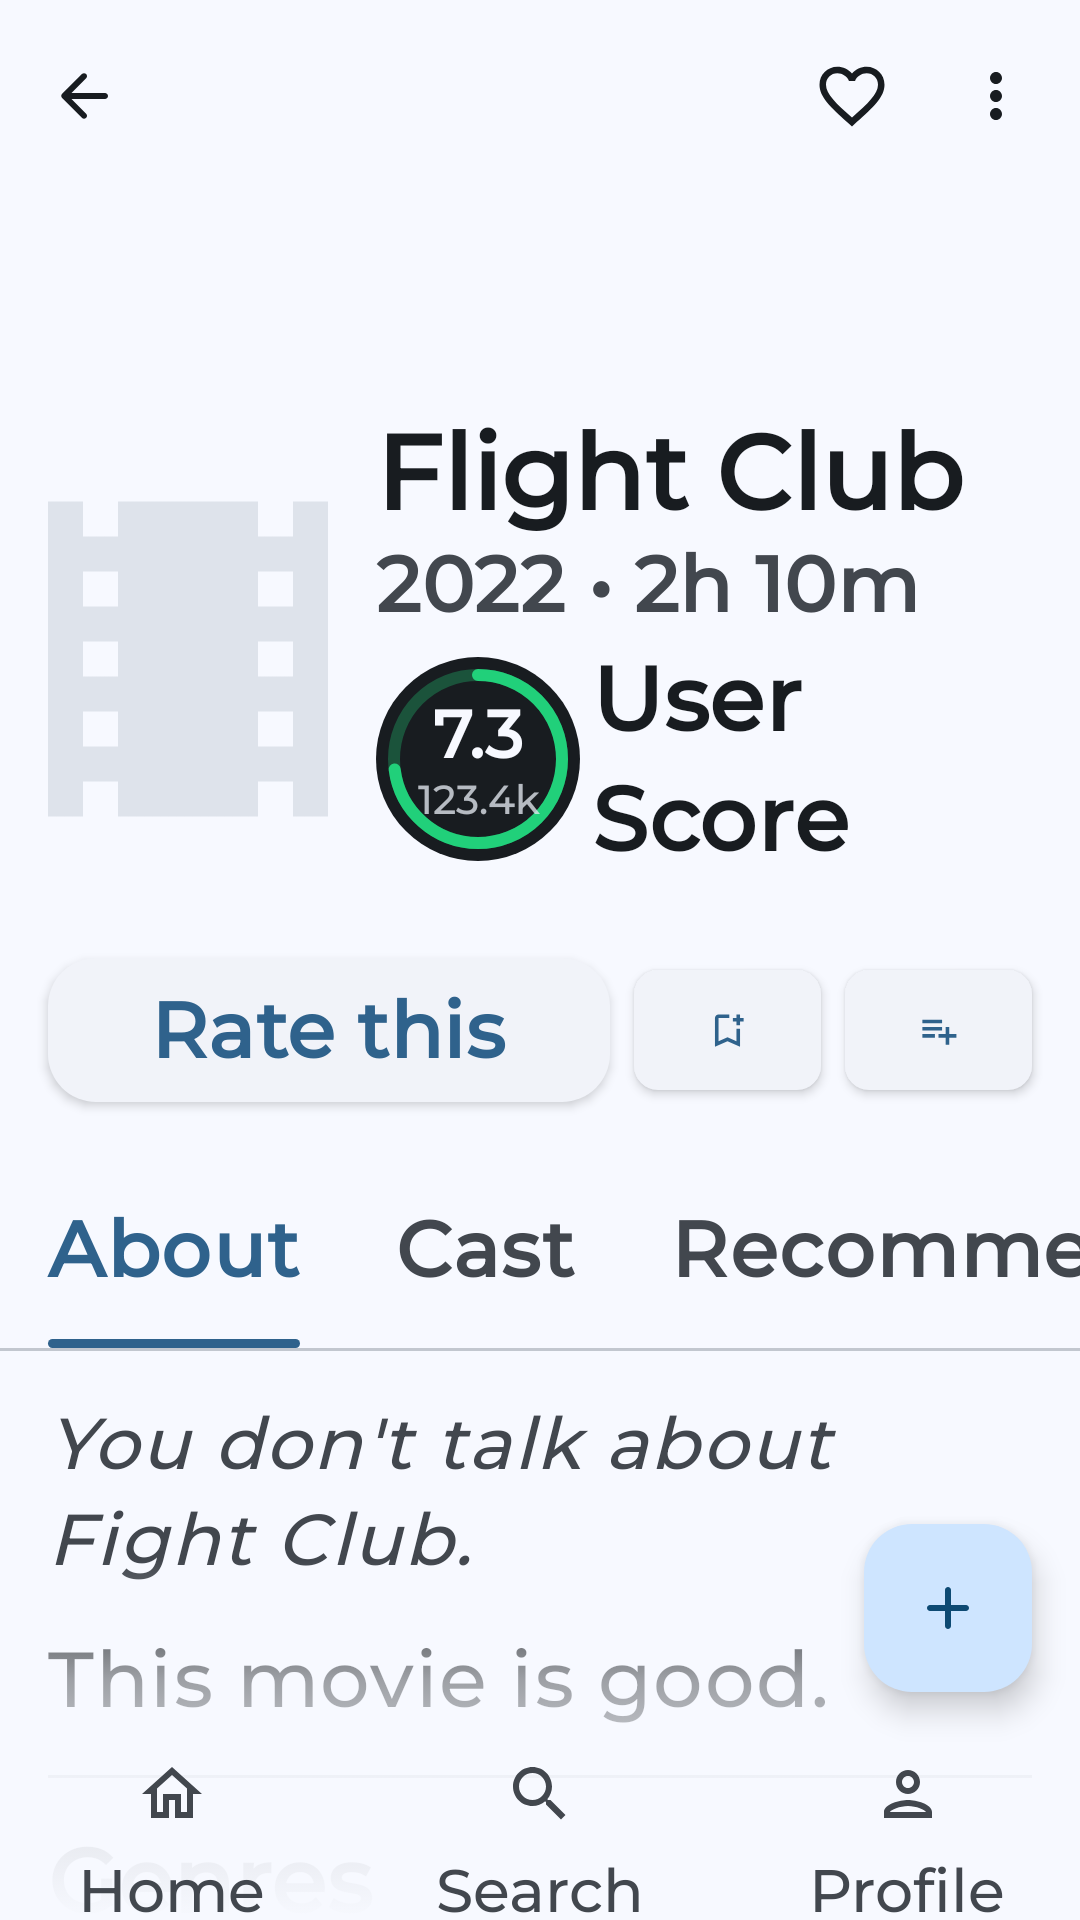 Flight Club
2022 • 2h 10m
7.3
123.4k
User
Score
Rate this
About
Cast
Recomme
You don't talk about
Fight Club.
This movie is good.
Genres
Home
Search
Profile